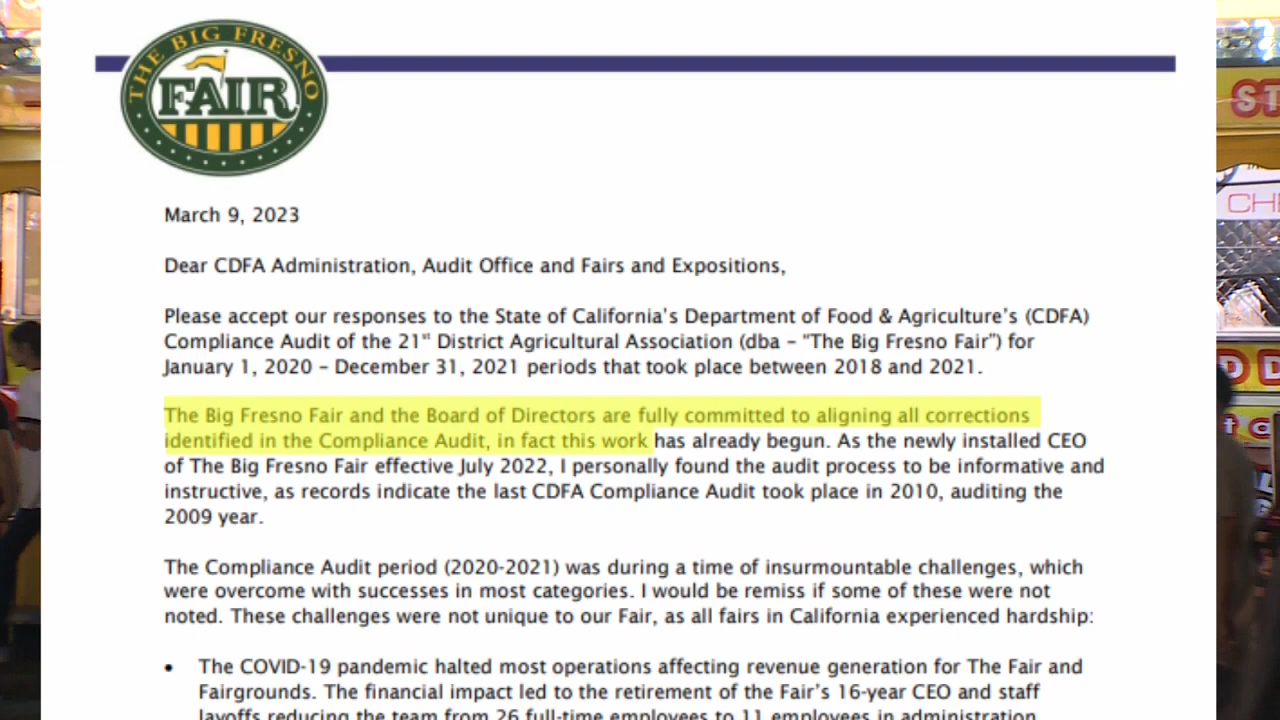 THE BIG FRESNO
FAIR
March 9, 2023
Dear CDFA Administration, Audit Office and Fairs and Expositions,
Please accept our responses to the State of California's Department of Food & Agriculture's (CDFA)
Compliance Audit of the 21st District Agricultural Association (dba – "The Big Fresno Fair") for
January 1, 2020 – December 31, 2021 periods that took place between 2018 and 2021.
The Big Fresno Fair and the Board of Directors are fully committed to aligning all corrections
identified in the Compliance Audit, in fact this work has already begun. As the newly installed CEO
of The Big Fresno Fair effective July 2022, I personally found the audit process to be informative and
instructive, as records indicate the last CDFA Compliance Audit took place in 2010, auditing the
2009 year.
The Compliance Audit period (2020-2021) was during a time of insurmountable challenges, which
were overcome with successes in most categories. I would be remiss if some of these were not
noted. These challenges were not unique to our Fair, as all fairs in California experienced hardship:
• The COVID-19 pandemic halted most operations affecting revenue generation for The Fair and
Fairgrounds. The financial impact led to the retirement of the Fair's 16-year CEO and staff
layoffs reducing the team from 26 full-time employees to 11 employees in administration,
ST
CH